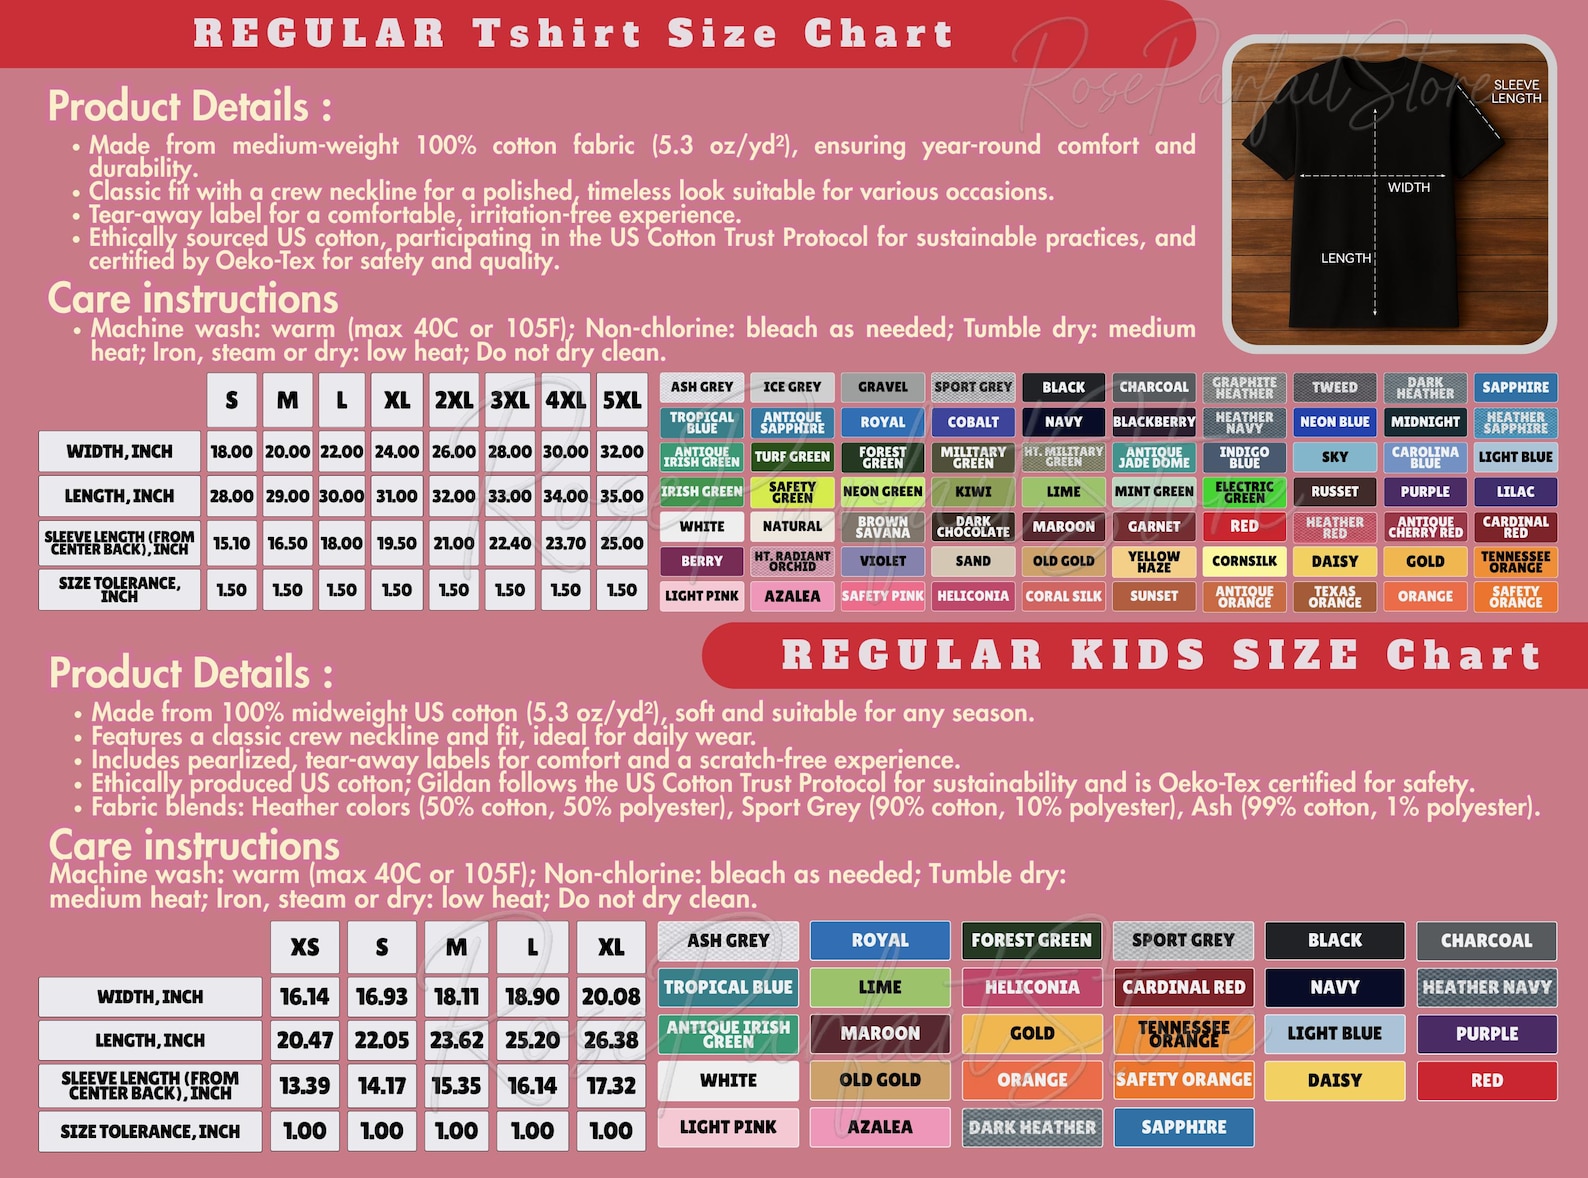 REGULAR Tshirt Size Chart
RoseParfaitStore
Product Details :
• Made from medium-weight 100% cotton fabric (5.3 oz/yd²), ensuring year-round comfort and
durability.
• Classic fit with a crew neckline for a polished, timeless look suitable for various occasions.
• Tear-away label for a comfortable, irritation-free experience.
• Ethically sourced US cotton, participating in the US Cotton Trust Protocol for sustainable practices, and
certified by Oeko-Tex for safety and quality.
SLEEVE
LENGTH
WIDTH
LENGTH
Care instructions
• Machine wash: warm (max 40C or 105F); Non-chlorine: bleach as needed; Tumble dry: medium
heat; Iron, steam or dry: low heat; Do not dry clean.
S M L XL 2XL 3XL 4XL 5XL
WIDTH, INCH 18.00 20.00 22.00 24.00 26.00 28.00 30.00 32.00
LENGTH, INCH 28.00 29.00 30.00 31.00 32.00 33.00 34.00 35.00
SLEEVE LENGTH (FROM
CENTER BACK), INCH 15.10 16.50 18.00 19.50 21.00 22.40 23.70 25.00
SIZE TOLERANCE,
INCH 1.50 1.50 1.50 1.50 1.50 1.50 1.50 1.50
ASH GREY ICE GREY GRAVEL SPORT GREY BLACK CHARCOAL GRAPHITE HEATHER TWEED DARK HEATHER SAPPHIRE
TROPICAL BLUE ANTIQUE SAPPHIRE ROYAL COBALT NAVY BLACKBERRY HEATHER NAVY NEON BLUE MIDNIGHT HEATHER SAPPHIRE
ANTIQUE IRISH GREEN TURF GREEN FOREST GREEN MILITARY GREEN HT. MILITARY GREEN ANTIQUE JADE DOME INDIGO BLUE SKY CAROLINA BLUE LIGHT BLUE
IRISH GREEN SAFETY GREEN NEON GREEN KIWI LIME MINT GREEN ELECTRIC GREEN RUSSET PURPLE LILAC
WHITE NATURAL BROWN SAVANA DARK CHOCOLATE MAROON GARNET RED HEATHER RED ANTIQUE CHERRY RED CARDINAL RED
BERRY HT. RADIANT ORCHID VIOLET SAND OLD GOLD YELLOW HAZE CORNSILK DAISY GOLD TENNESSEE ORANGE
LIGHT PINK AZALEA SAFETY PINK HELICONIA CORAL SILK SUNSET ANTIQUE ORANGE TEXAS ORANGE ORANGE SAFETY ORANGE
RoseParfaitStore
REGULAR KIDS SIZE Chart
Product Details :
• Made from 100% midweight US cotton (5.3 oz/yd²), soft and suitable for any season.
• Features a classic crew neckline and fit, ideal for daily wear.
• Includes pearlized, tear-away labels for comfort and a scratch-free experience.
• Ethically produced US cotton; Gildan follows the US Cotton Trust Protocol for sustainability and is Oeko-Tex certified for safety.
• Fabric blends: Heather colors (50% cotton, 50% polyester), Sport Grey (90% cotton, 10% polyester), Ash (99% cotton, 1% polyester).
Care instructions
Machine wash: warm (max 40C or 105F); Non-chlorine: bleach as needed; Tumble dry:
medium heat; Iron, steam or dry: low heat; Do not dry clean.
XS S M L XL
WIDTH, INCH 16.14 16.93 18.11 18.90 20.08
LENGTH, INCH 20.47 22.05 23.62 25.20 26.38
SLEEVE LENGTH (FROM
CENTER BACK), INCH 13.39 14.17 15.35 16.14 17.32
SIZE TOLERANCE, INCH 1.00 1.00 1.00 1.00 1.00
ASH GREY ROYAL FOREST GREEN SPORT GREY BLACK CHARCOAL
TROPICAL BLUE LIME HELICONIA CARDINAL RED NAVY HEATHER NAVY
ANTIQUE IRISH GREEN MAROON GOLD TENNESSEE ORANGE LIGHT BLUE PURPLE
WHITE OLD GOLD ORANGE SAFETY ORANGE DAISY RED
LIGHT PINK AZALEA DARK HEATHER SAPPHIRE
RoseParfaitStore